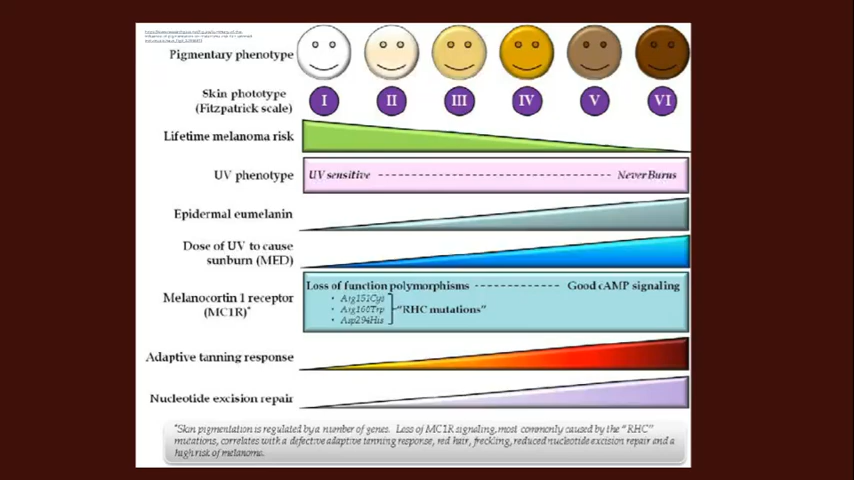 Pigmentary phenotype
Skin phototype
(Fitzpatrick scale)
I II III IV V VI
Lifetime melanoma risk
UV phenotype
UV sensitive Never Burns
Epidermal eumelanin
Dose of UV to cause
sunburn (MED)
Loss of function polymorphisms Good cAMP signaling
Melanocortin 1 receptor
(MC1R)*
• Arg151Cys
• Arg160Trp
• Asp294His
"RHC mutations"
Adaptive tanning response
Nucleotide excision repair
*Skin pigmentation is regulated by a number of genes. Loss of MC1R signaling, most commonly caused by the "RHC"
mutations, correlates with a defective adaptive tanning response, red hair, freckling, reduced nucleotide excision repair and a
high risk of melanoma.